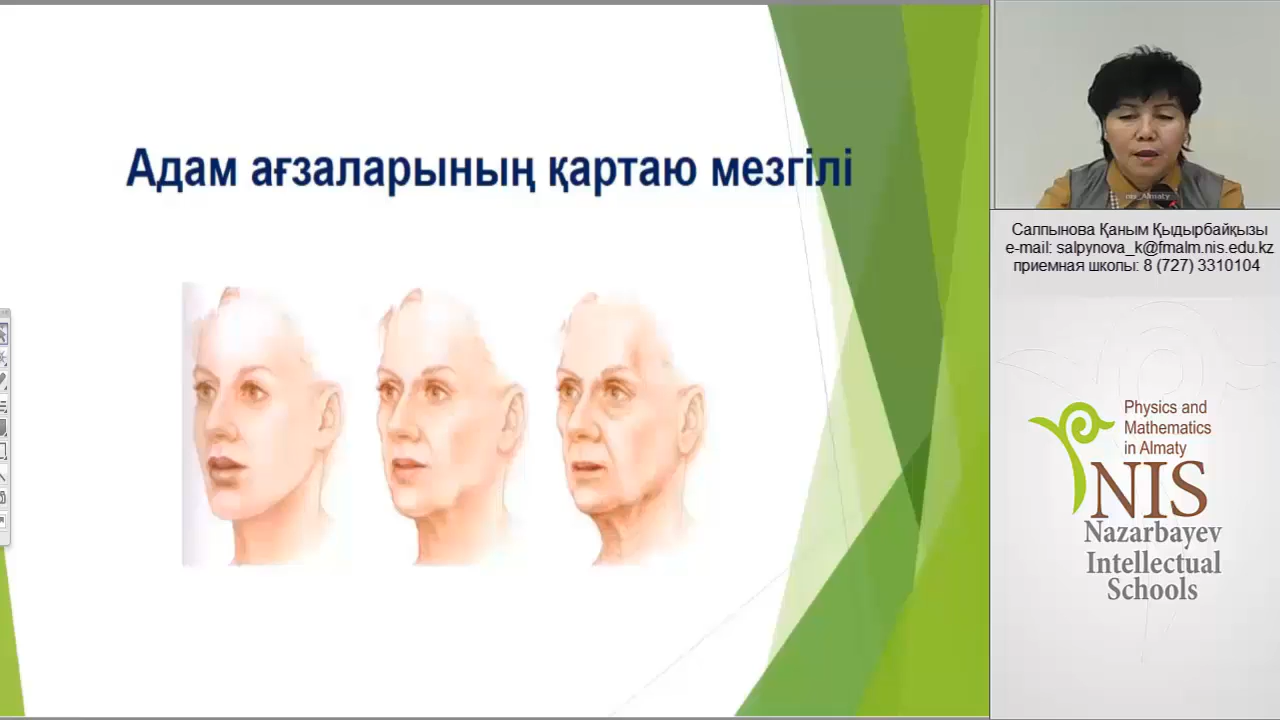 Адам ағзаларының қартаю мезгілі
nis_Almaty
Салпынова Қаным Қыдырбайқызы
e-mail: salpynova_k@fmalm.nis.edu.kz
приемная школы: 8 (727) 3310104
Physics and
Mathematics
in Almaty
NIS
Nazarbayev
Intellectual
Schools